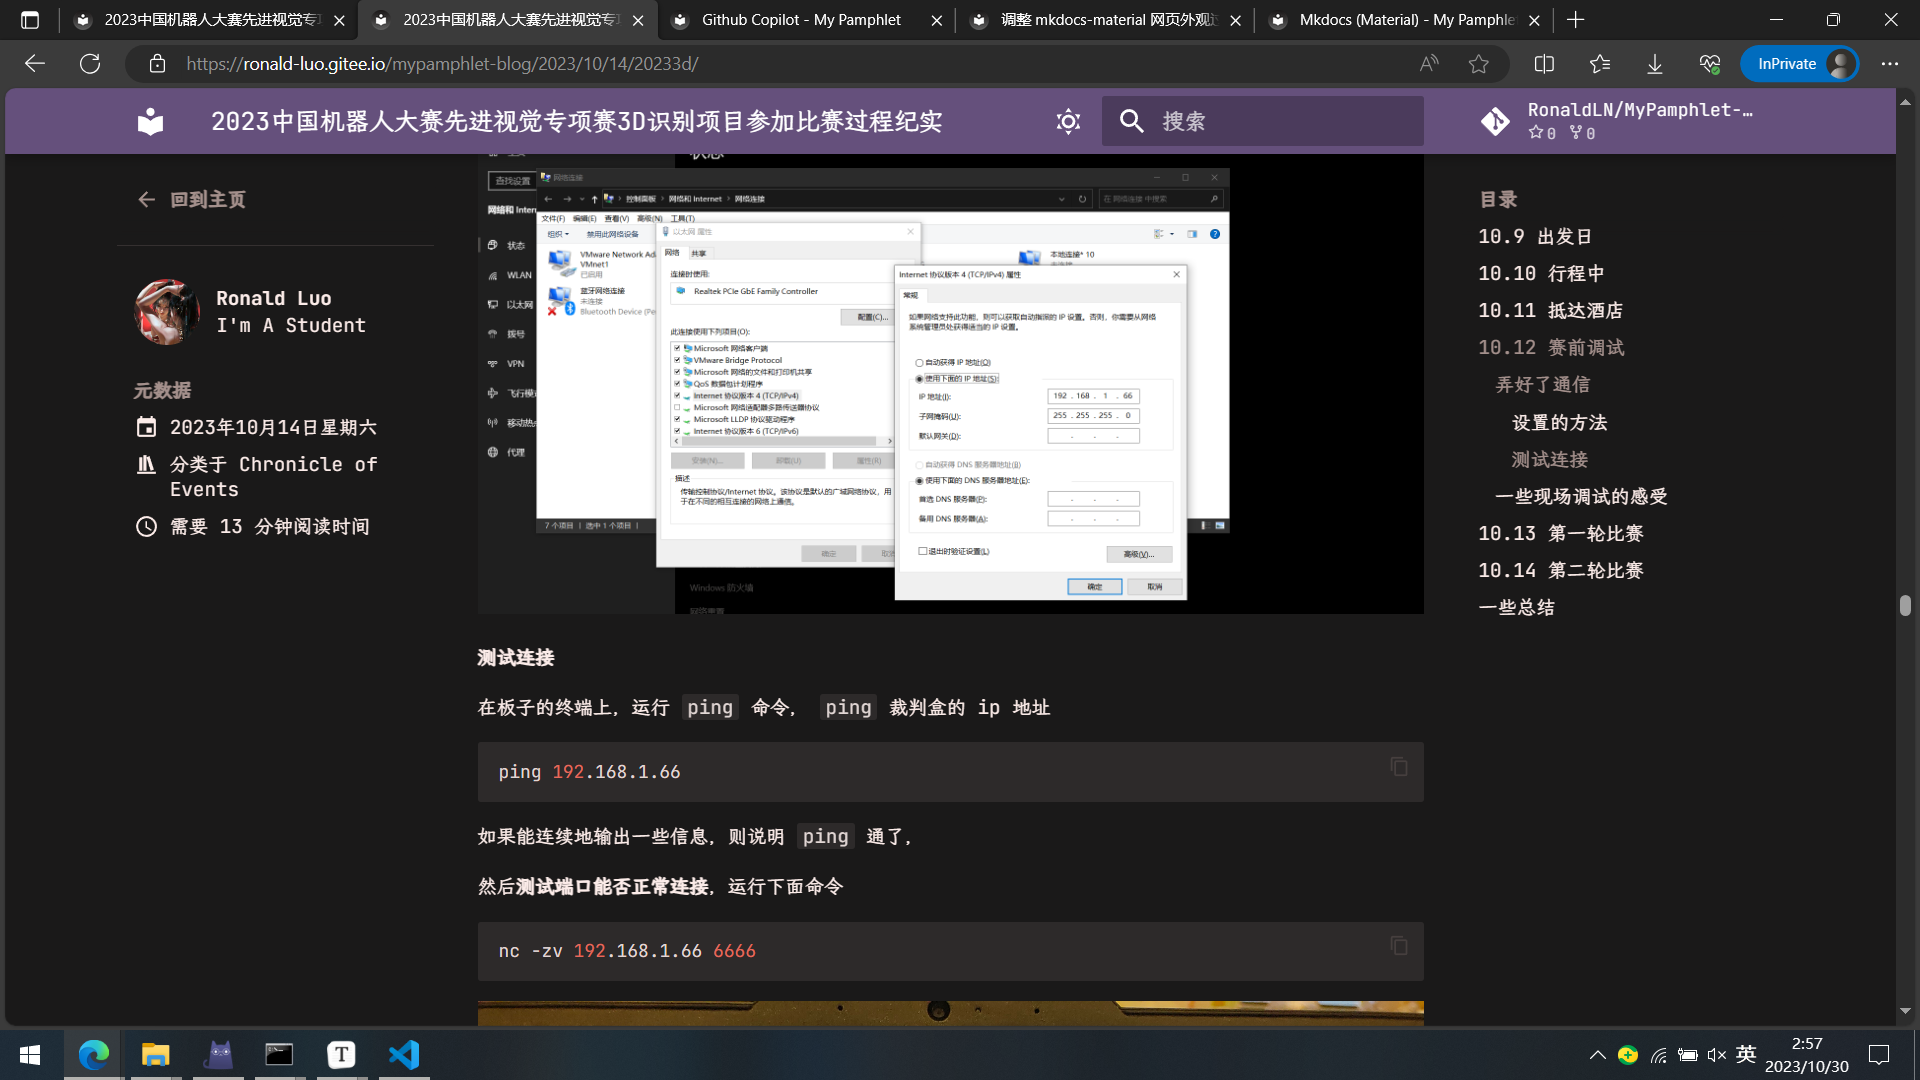 2023中国机器人大赛先进视觉专项
2023中国机器人大赛先进视觉专项
Github Copilot - My Pamphlet
调整 mkdocs-material 网页外观
Mkdocs (Material) - My Pamphle
https://ronald-luo.gitee.io/mypamphlet-blog/2023/10/14/20233d/
InPrivate
2023中国机器人大赛先进视觉专项赛3D识别项目参加比赛过程纪实
搜索
RonaldLN/MyPamphlet-…
0 0
回到主页
Ronald Luo
I'm A Student
元数据
2023年10月14日星期六
分类于 Chronicle of
Events
需要 13 分钟阅读时间
状态
查找设置
网络和 Inter
状态
WLAN
以太网
拨号
VPN
飞行模式
移动热点
代理
网络连接
控制面板 › 网络和 Internet › 网络连接
在 网络连接 中搜索
文件(F) 编辑(E) 查看(V) 高级(N) 工具(T)
组织 禁用此网络设备
VMware Network Ad
VMnet1
已启用
蓝牙网络连接
未连接
Bluetooth Device (Pe
本地连接* 10
7 个项目 | 选中 1 个项目 |
以太网 属性
网络 共享
连接时使用:
Realtek PCIe GbE Family Controller
配置(C)...
此连接使用下列项目(O):
Microsoft 网络客户端
VMware Bridge Protocol
Microsoft 网络的文件和打印机共享
QoS 数据包计划程序
Internet 协议版本 4 (TCP/IPv4)
Microsoft 网络适配器多路传送器协议
Microsoft LLDP 协议驱动程序
Internet 协议版本 6 (TCP/IPv6)
安装(N)... 卸载(U) 属性(R)
描述
传输控制协议/Internet 协议。该协议是默认的广域网络协议，用
于在不同的相互连接的网络上通信。
确定 取消
Internet 协议版本 4 (TCP/IPv4) 属性
常规
如果网络支持此功能，则可以获取自动指派的 IP 设置。否则，你需要从网络
系统管理员处获得适当的 IP 设置。
自动获得 IP 地址(O)
使用下面的 IP 地址(S):
IP 地址(I): 192 . 168 . 1 . 66
子网掩码(U): 255 . 255 . 255 . 0
默认网关(D):
自动获得 DNS 服务器地址(B)
使用下面的 DNS 服务器地址(E):
首选 DNS 服务器(P):
备用 DNS 服务器(A):
退出时验证设置(L)
高级(V)...
确定 取消
Windows 防火墙
网络重置
测试连接
在板子的终端上，运行 ping 命令， ping 裁判盒的 ip 地址
ping 192.168.1.66
如果能连续地输出一些信息，则说明 ping 通了，
然后测试端口能否正常连接，运行下面命令
nc -zv 192.168.1.66 6666
目录
10.9 出发日
10.10 行程中
10.11 抵达酒店
10.12 赛前调试
弄好了通信
设置的方法
测试连接
一些现场调试的感受
10.13 第一轮比赛
10.14 第二轮比赛
一些总结
英
2:57
2023/10/30